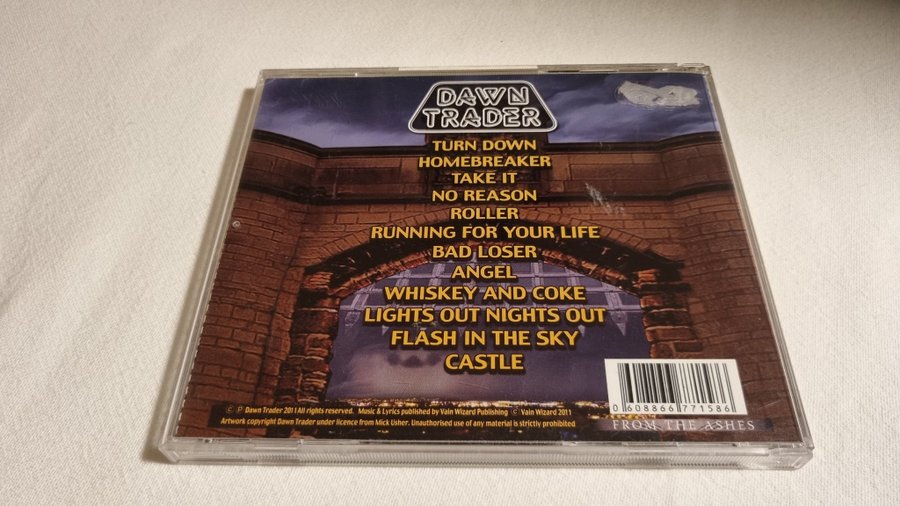 DAWN
TRADER
TURN DOWN
HOMEBREAKER
TAKE IT
NO REASON
ROLLER
RUNNING FOR YOUR LIFE
BAD LOSER
ANGEL
WHISKEY AND COKE
LIGHTS OUT NIGHTS OUT
FLASH IN THE SKY
CASTLE
© ℗ Dawn Trader 2011 All rights reserved. Music & Lyrics published by Vain Wizard Publishing © Vain Wizard 2011
Artwork copyright Dawn Trader under licence from Mick Usher. Unauthorised use of any material is strictly prohibited
0 608866 771586
FROM THE ASHES